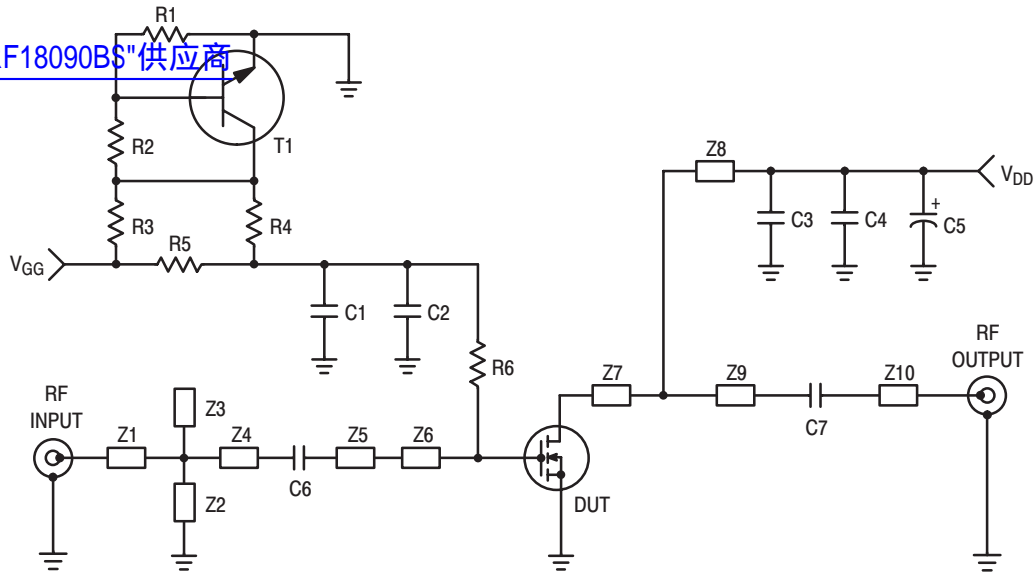 R1
F18090BS"供应商
R2
T1
R3
R4
R5
VGG
C1
C2
R6
Z8
VDD
C3
C4
+
C5
RF
INPUT
Z1
Z3
Z4
C6
Z5
Z6
Z2
DUT
Z7
Z9
C7
Z10
RF
OUTPUT